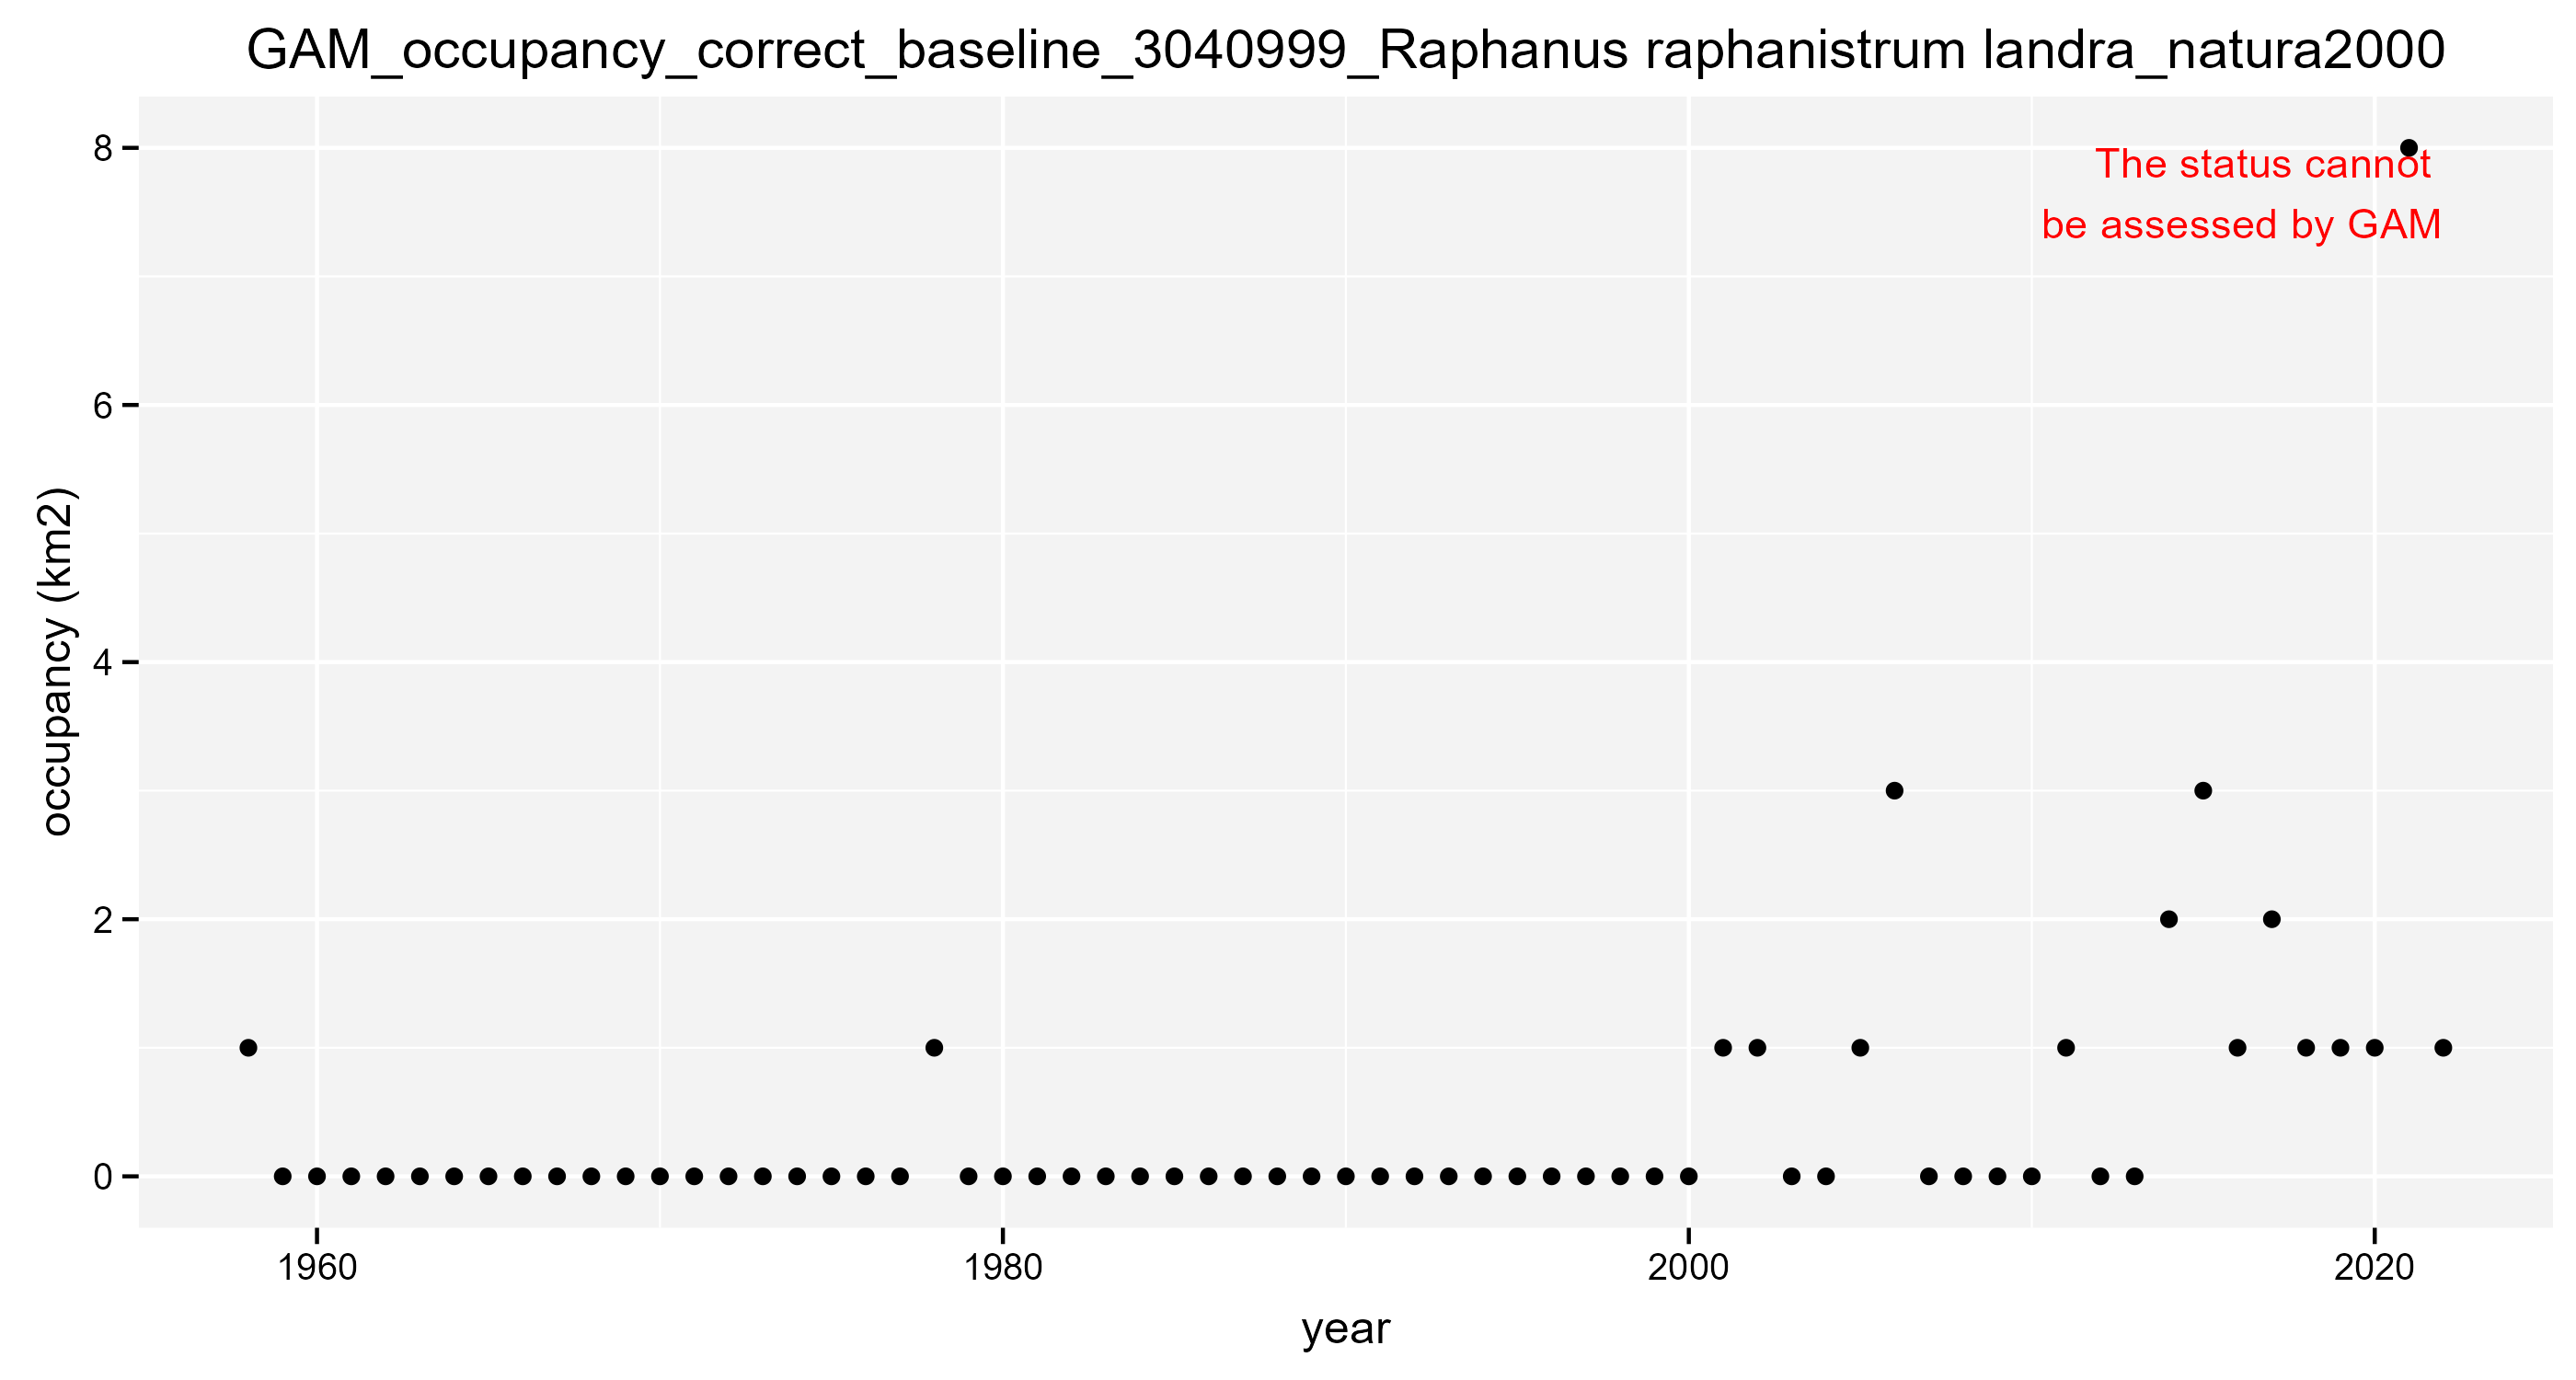 GAM_occupancy_correct_baseline_3040999_Raphanus raphanistrum landra_natura2000
8
The status cannot
be assessed by GAM
6
occupancy (km2)
4
2
0
1960 1980 2000 2020
year